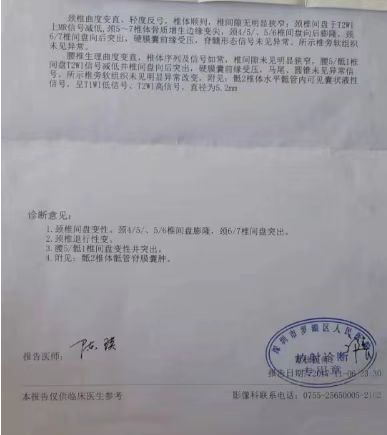 颈椎曲度变直、轻度反弓，椎体顺列，椎间隙无明显狭窄，颈椎间盘于T2WI
上MR信号减低，颈5~7椎体骨质增生边缘变尖，颈4/5/、5/6椎间盘向后膨隆、颈
6/7椎间盘向后突出，硬膜囊前缘受压，脊髓形态信号未见异常。所示椎旁软组织
未见异常。
腰椎生理曲度变直，椎体序列及信号如常，椎间隙未见明显狭窄，腰5/骶1椎
间盘T2WI信号减低并椎间盘向后突出，硬膜囊前缘受压，马尾、圆锥未见异常信
号，所示椎旁软组织未见明显异常改变，附见：骶2椎体水平骶管内可见囊状液性
信号，呈T1WI低信号、T2WI高信号，直径为5.2mm
诊断意见：
1.颈椎间盘变性，颈4/5/、5/6椎间盘膨隆，颈6/7椎间盘突出。
2.颈椎退行性变。
3.腰5/骶1椎间盘变性并突出。
4.附见：骶2椎体骶管脊膜囊肿。
报告医师：
深圳市罗湖区人民
放射诊断
专用章
报告日期：
本报告仅供临床医生参考
影像科联系电话：0755-25650005-2102